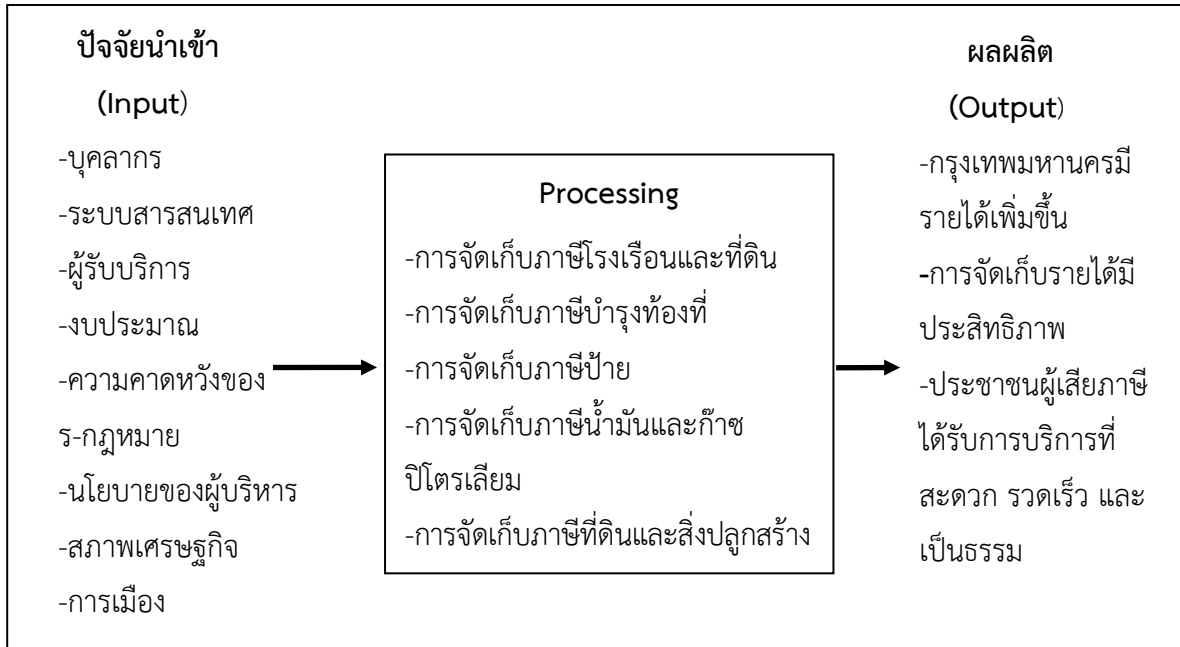 ปัจจัยนำเข้า
(Input)
-บุคลากร
-ระบบสารสนเทศ
-ผู้รับบริการ
-งบประมาณ
-ความคาดหวังของ
ร-กฎหมาย
-นโยบายของผู้บริหาร
-สภาพเศรษฐกิจ
-การเมือง
Processing
-การจัดเก็บภาษีโรงเรือนและที่ดิน
-การจัดเก็บภาษีบำรุงท้องที่
-การจัดเก็บภาษีป้าย
-การจัดเก็บภาษีน้ำมันและก๊าซ
ปิโตรเลียม
-การจัดเก็บภาษีที่ดินและสิ่งปลูกสร้าง
ผลผลิต
(Output)
-กรุงเทพมหานครมี
รายได้เพิ่มขึ้น
-การจัดเก็บรายได้มี
ประสิทธิภาพ
-ประชาชนผู้เสียภาษี
ได้รับการบริการที่
สะดวก รวดเร็ว และ
เป็นธรรม